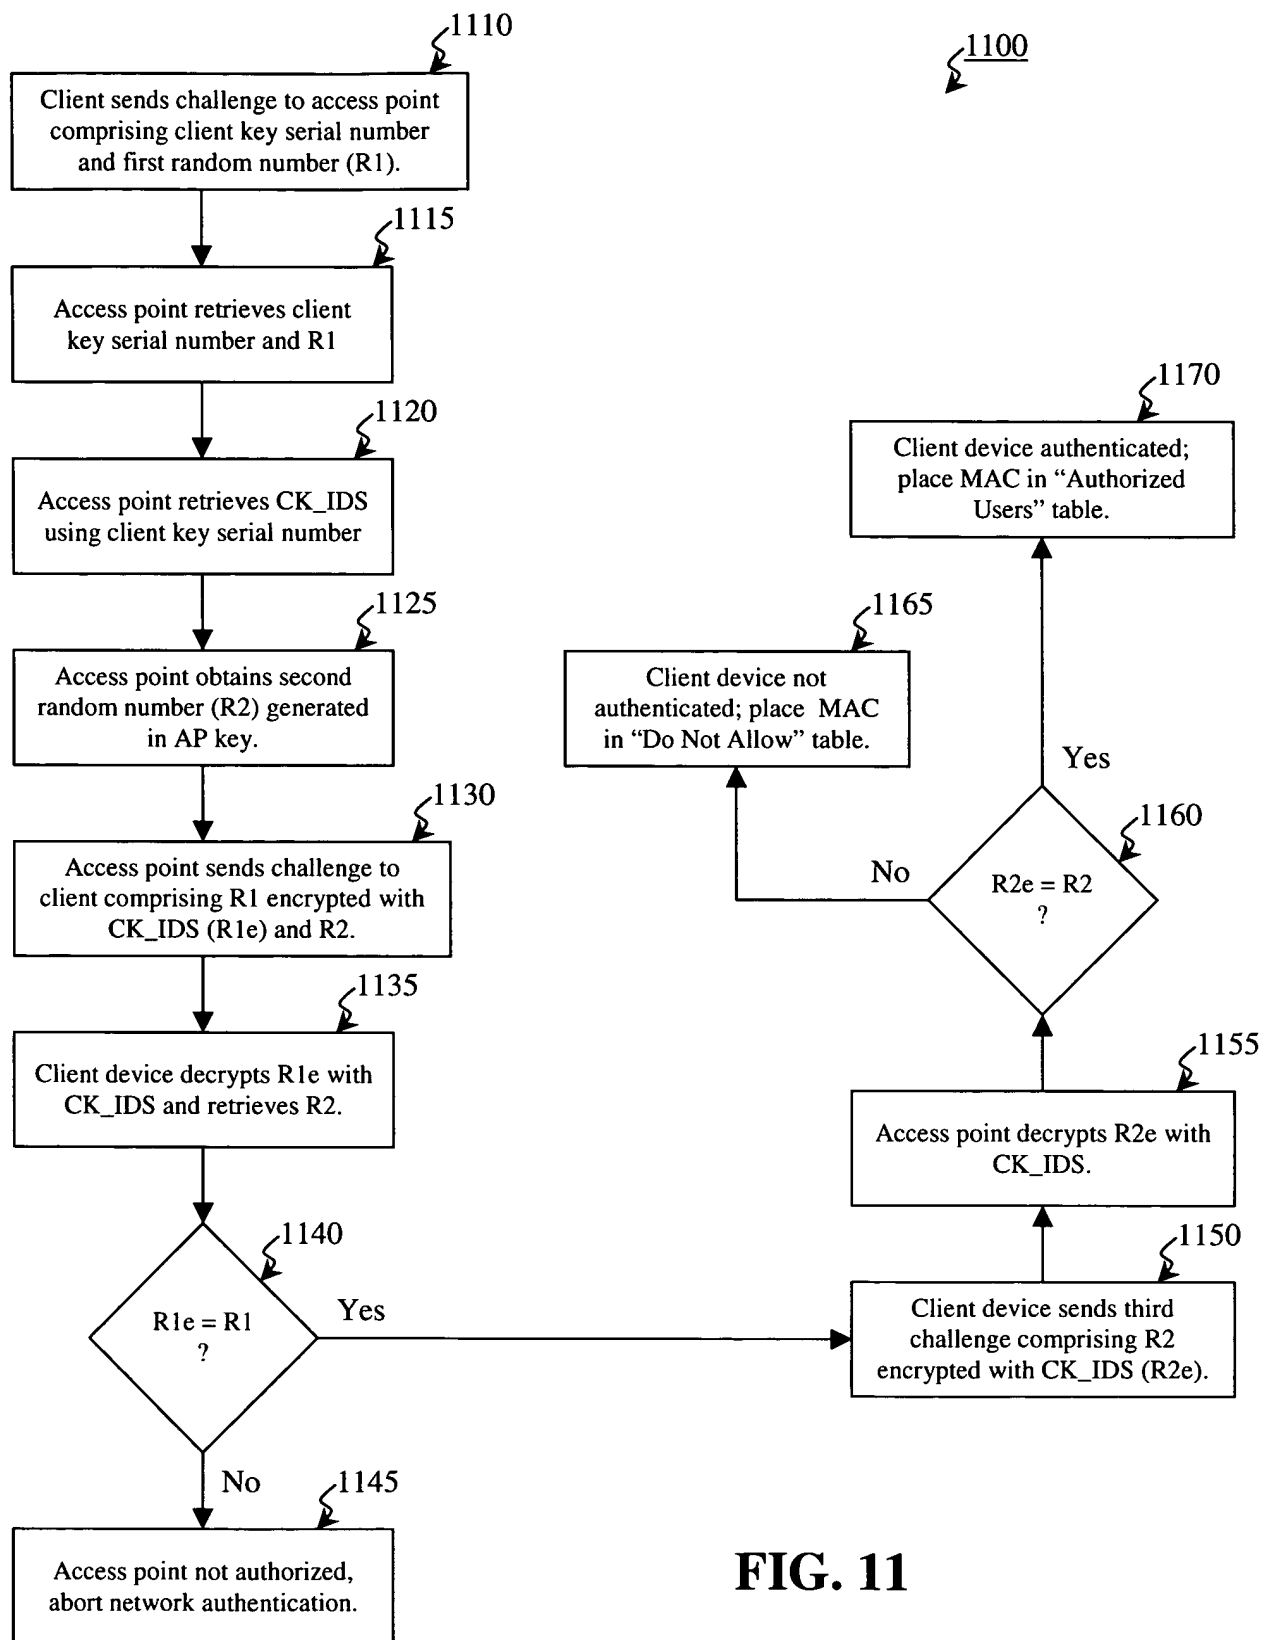 1110
1100
Client sends challenge to access point
comprising client key serial number
and first random number (R1).
1115
Access point retrieves client
key serial number and R1
1120
Access point retrieves CK_IDS
using client key serial number
1125
Access point obtains second
random number (R2) generated
in AP key.
1130
Access point sends challenge to
client comprising R1 encrypted with
CK_IDS (R1e) and R2.
1135
Client device decrypts R1e with
CK_IDS and retrieves R2.
1140
R1e = R1
?
Yes
No
1145
Access point not authorized,
abort network authentication.
1150
Client device sends third
challenge comprising R2
encrypted with CK_IDS (R2e).
1155
Access point decrypts R2e with
CK_IDS.
1160
R2e = R2
?
No
Yes
1165
Client device not
authenticated; place MAC
in “Do Not Allow” table.
1170
Client device authenticated;
place MAC in “Authorized
Users” table.
FIG. 11